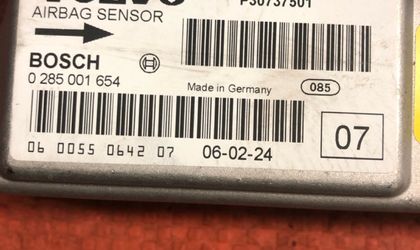 P30737501
AIRBAG SENSOR
BOSCH
0 285 001 654
Made in Germany
085
06 0055 0642 07
06-02-24
07